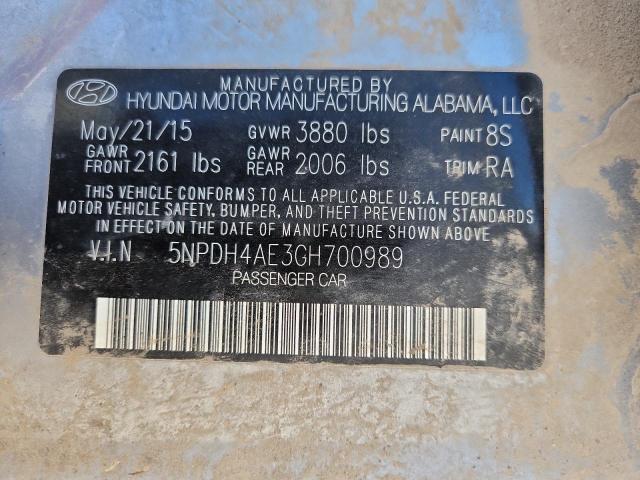 MANUFACTURED BY
HYUNDAI MOTOR MANUFACTURING ALABAMA, LLC
May/21/15 GVWR 3880 lbs PAINT 8S
GAWR FRONT 2161 lbs GAWR REAR 2006 lbs TRIM RA
THIS VEHICLE CONFORMS TO ALL APPLICABLE U.S.A. FEDERAL
MOTOR VEHICLE SAFETY, BUMPER, AND THEFT PREVENTION STANDARDS
IN EFFECT ON THE DATE OF MANUFACTURE SHOWN ABOVE.
V.I.N 5NPDH4AE3GH700989
PASSENGER CAR